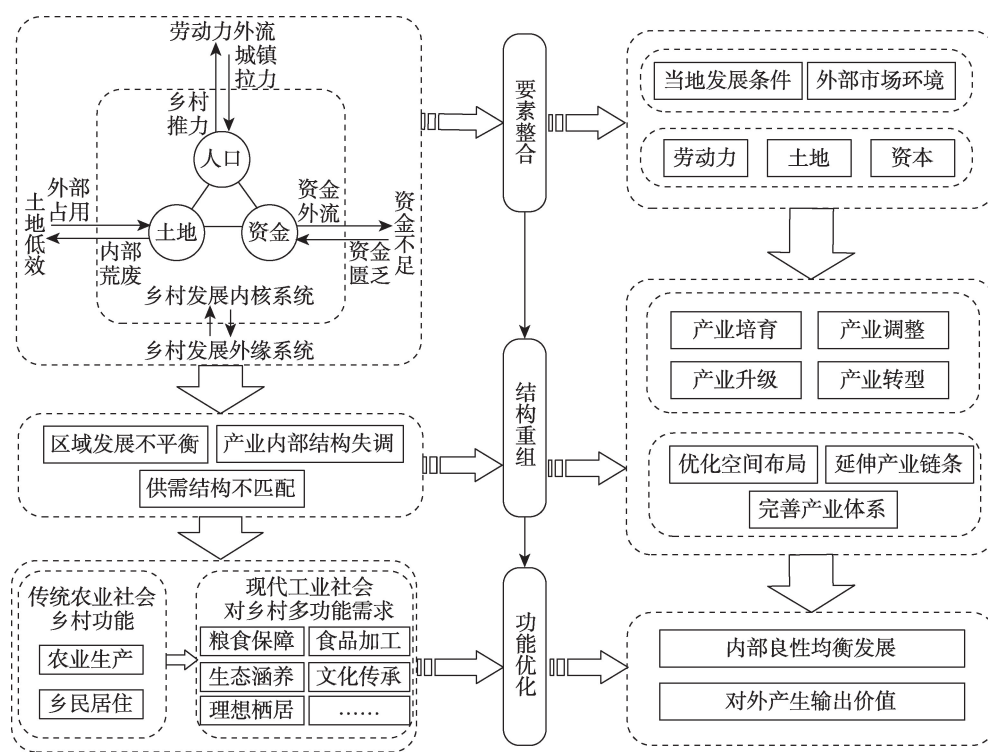 劳动力外流
城镇
拉力
乡村
推力
人口
外部
占用
土地低效
内部
荒废
土地
资金
资金
外流
资金
匮乏
资金不足
乡村发展内核系统
乡村发展外缘系统
要素整合
当地发展条件
外部市场环境
劳动力
土地
资本
区域发展不平衡
产业内部结构失调
供需结构不匹配
结构重组
产业培育
产业调整
产业升级
产业转型
优化空间布局
延伸产业链条
完善产业体系
传统农业社会
乡村功能
农业生产
乡民居住
现代工业社会
对乡村多功能需求
粮食保障
食品加工
生态涵养
文化传承
理想栖居
……
功能优化
内部良性均衡发展
对外产生输出价值